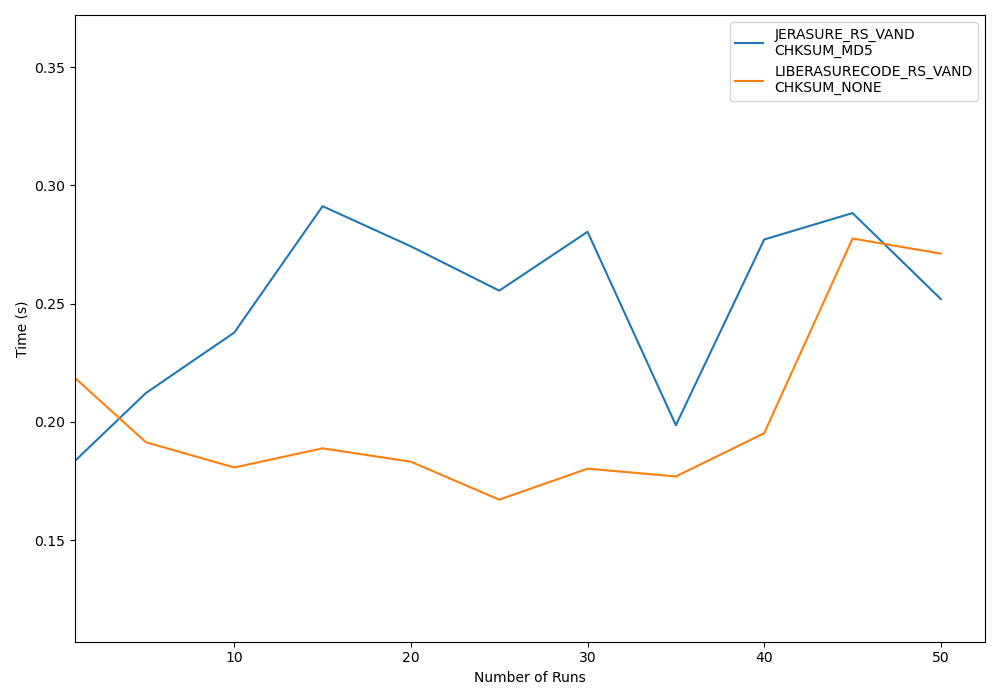 JERASURE_RS_VAND
CHKSUM_MD5
LIBERASURECODE_RS_VAND
CHKSUM_NONE
0.35
0.30
0.25
0.20
0.15
Time (s)
10 20 30 40 50
Number of Runs